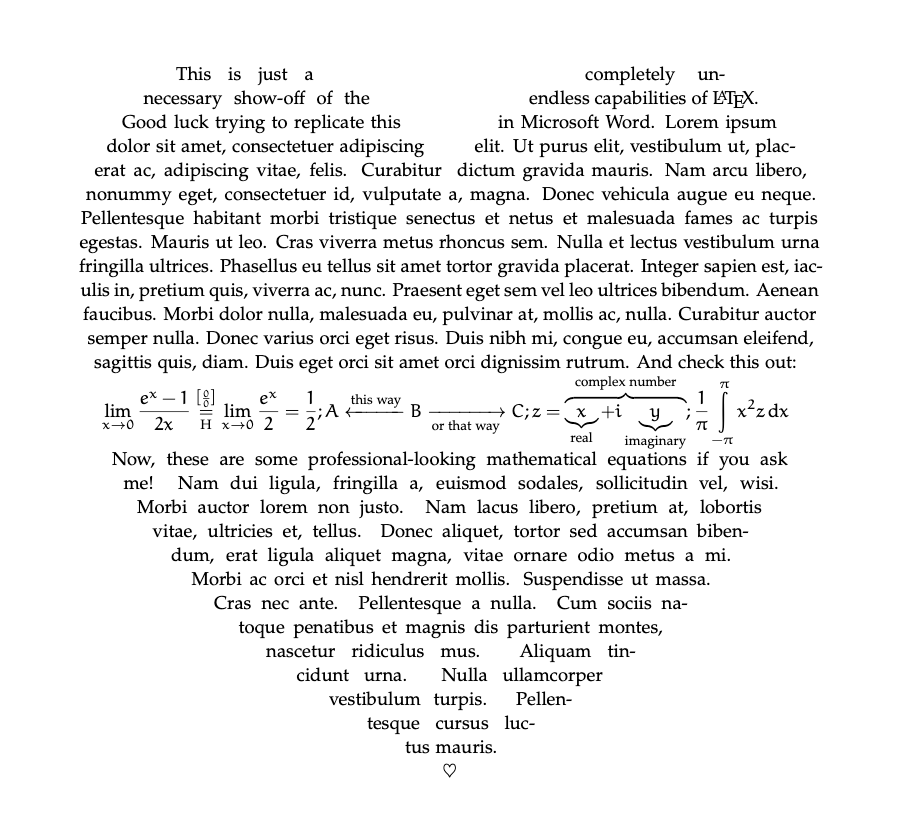 This is just a completely un-
necessary show-off of the endless capabilities of LATEX.
Good luck trying to replicate this in Microsoft Word. Lorem ipsum
dolor sit amet, consectetuer adipiscing elit. Ut purus elit, vestibulum ut, plac-
erat ac, adipiscing vitae, felis. Curabitur dictum gravida mauris. Nam arcu libero,
nonummy eget, consectetuer id, vulputate a, magna. Donec vehicula augue eu neque.
Pellentesque habitant morbi tristique senectus et netus et malesuada fames ac turpis
egestas. Mauris ut leo. Cras viverra metus rhoncus sem. Nulla et lectus vestibulum urna
fringilla ultrices. Phasellus eu tellus sit amet tortor gravida placerat. Integer sapien est, iac-
ulis in, pretium quis, viverra ac, nunc. Praesent eget sem vel leo ultrices bibendum. Aenean
faucibus. Morbi dolor nulla, malesuada eu, pulvinar at, mollis ac, nulla. Curabitur auctor
semper nulla. Donec varius orci eget risus. Duis nibh mi, congue eu, accumsan eleifend,
sagittis quis, diam. Duis eget orci sit amet orci dignissim rutrum. And check this out:
lim_{x→0} \frac{e^x − 1}{2x} \overset{[\frac{0}{0}]}{\underset{H}{=}} lim_{x→0} \frac{e^x}{2} = \frac{1}{2}; A \xleftarrow{this way} B \xrightarrow[or that way]{} C; z = \overbrace{\underbrace{x}_{real} + i \underbrace{y}_{imaginary}}^{complex number}; \frac{1}{π} ∫_{−π}^{π} x^2 z dx
Now, these are some professional-looking mathematical equations if you ask
me! Nam dui ligula, fringilla a, euismod sodales, sollicitudin vel, wisi.
Morbi auctor lorem non justo. Nam lacus libero, pretium at, lobortis
vitae, ultricies et, tellus. Donec aliquet, tortor sed accumsan biben-
dum, erat ligula aliquet magna, vitae ornare odio metus a mi.
Morbi ac orci et nisl hendrerit mollis. Suspendisse ut massa.
Cras nec ante. Pellentesque a nulla. Cum sociis na-
toque penatibus et magnis dis parturient montes,
nascetur ridiculus mus. Aliquam tin-
cidunt urna. Nulla ullamcorper
vestibulum turpis. Pellen-
tesque cursus luc-
tus mauris.
♡